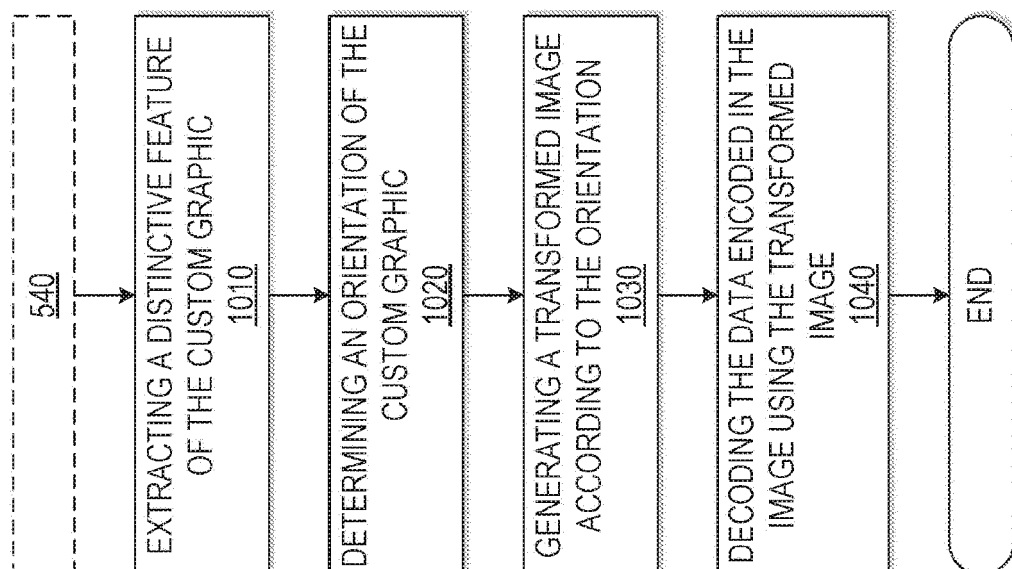 540
EXTRACTING A DISTINCTIVE FEATURE
OF THE CUSTOM GRAPHIC
1010
DETERMINING AN ORIENTATION OF THE
CUSTOM GRAPHIC
1020
GENERATING A TRANSFORMED IMAGE
ACCORDING TO THE ORIENTATION
1030
DECODING THE DATA ENCODED IN THE
IMAGE USING THE TRANSFORMED
IMAGE
1040
END